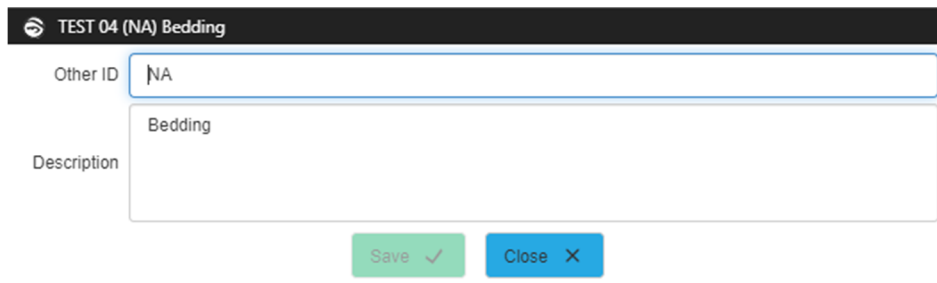 TEST 04 (NA) Bedding
Other ID NA
Bedding
Description
Save Close